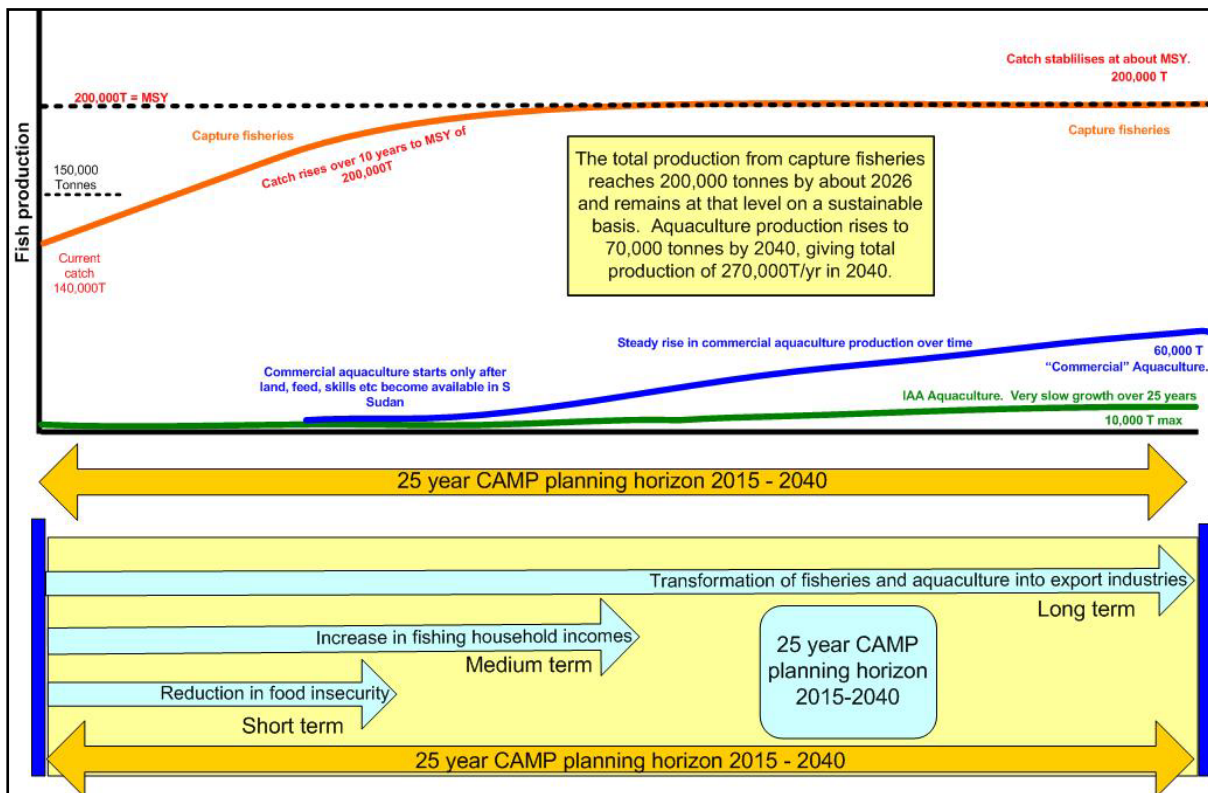 Fish production
Catch stablilises at about MSY.
200,000 T
200,000T = MSY
Capture fisheries
Capture fisheries
Catch rises over 10 years to MSY of
200,000T
150,000
Tonnes
The total production from capture fisheries
reaches 200,000 tonnes by about 2026
and remains at that level on a sustainable
basis. Aquaculture production rises to
70,000 tonnes by 2040, giving total
production of 270,000T/yr in 2040.
Current
catch
140,000T
Steady rise in commercial aquaculture production over time
60,000 T
“Commercial” Aquaculture.
Commercial aquaculture starts only after
land, feed, skills etc become available in S
Sudan
IAA Aquaculture. Very slow growth over 25 years
10,000 T max
25 year CAMP planning horizon 2015 - 2040
Transformation of fisheries and aquaculture into export industries
Long term
Increase in fishing household incomes
Medium term
Reduction in food insecurity
Short term
25 year CAMP
planning horizon
2015-2040
25 year CAMP planning horizon 2015 - 2040